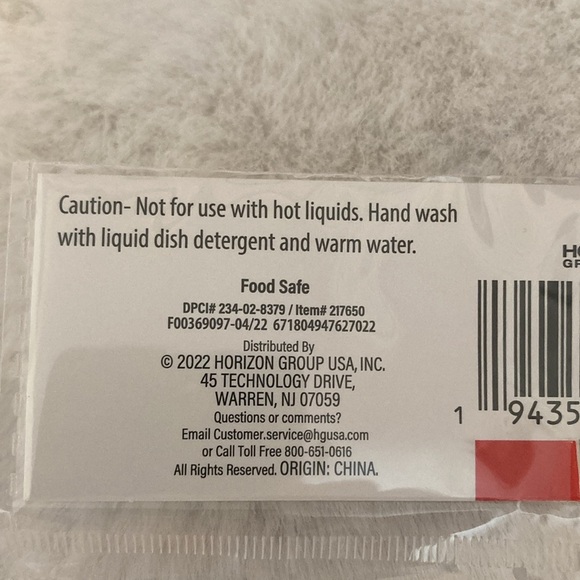 Caution- Not for use with hot liquids. Hand wash
with liquid dish detergent and warm water.
Food Safe
DPCI# 234-02-8379 / Item# 217650
F00369097-04/22 671804947627022
Distributed By
© 2022 HORIZON GROUP USA, INC.
45 TECHNOLOGY DRIVE,
WARREN, NJ 07059
Questions or comments?
Email Customer.service@hgusa.com
or Call Toll Free 800-651-0616
All Rights Reserved. ORIGIN: CHINA.
1 9435